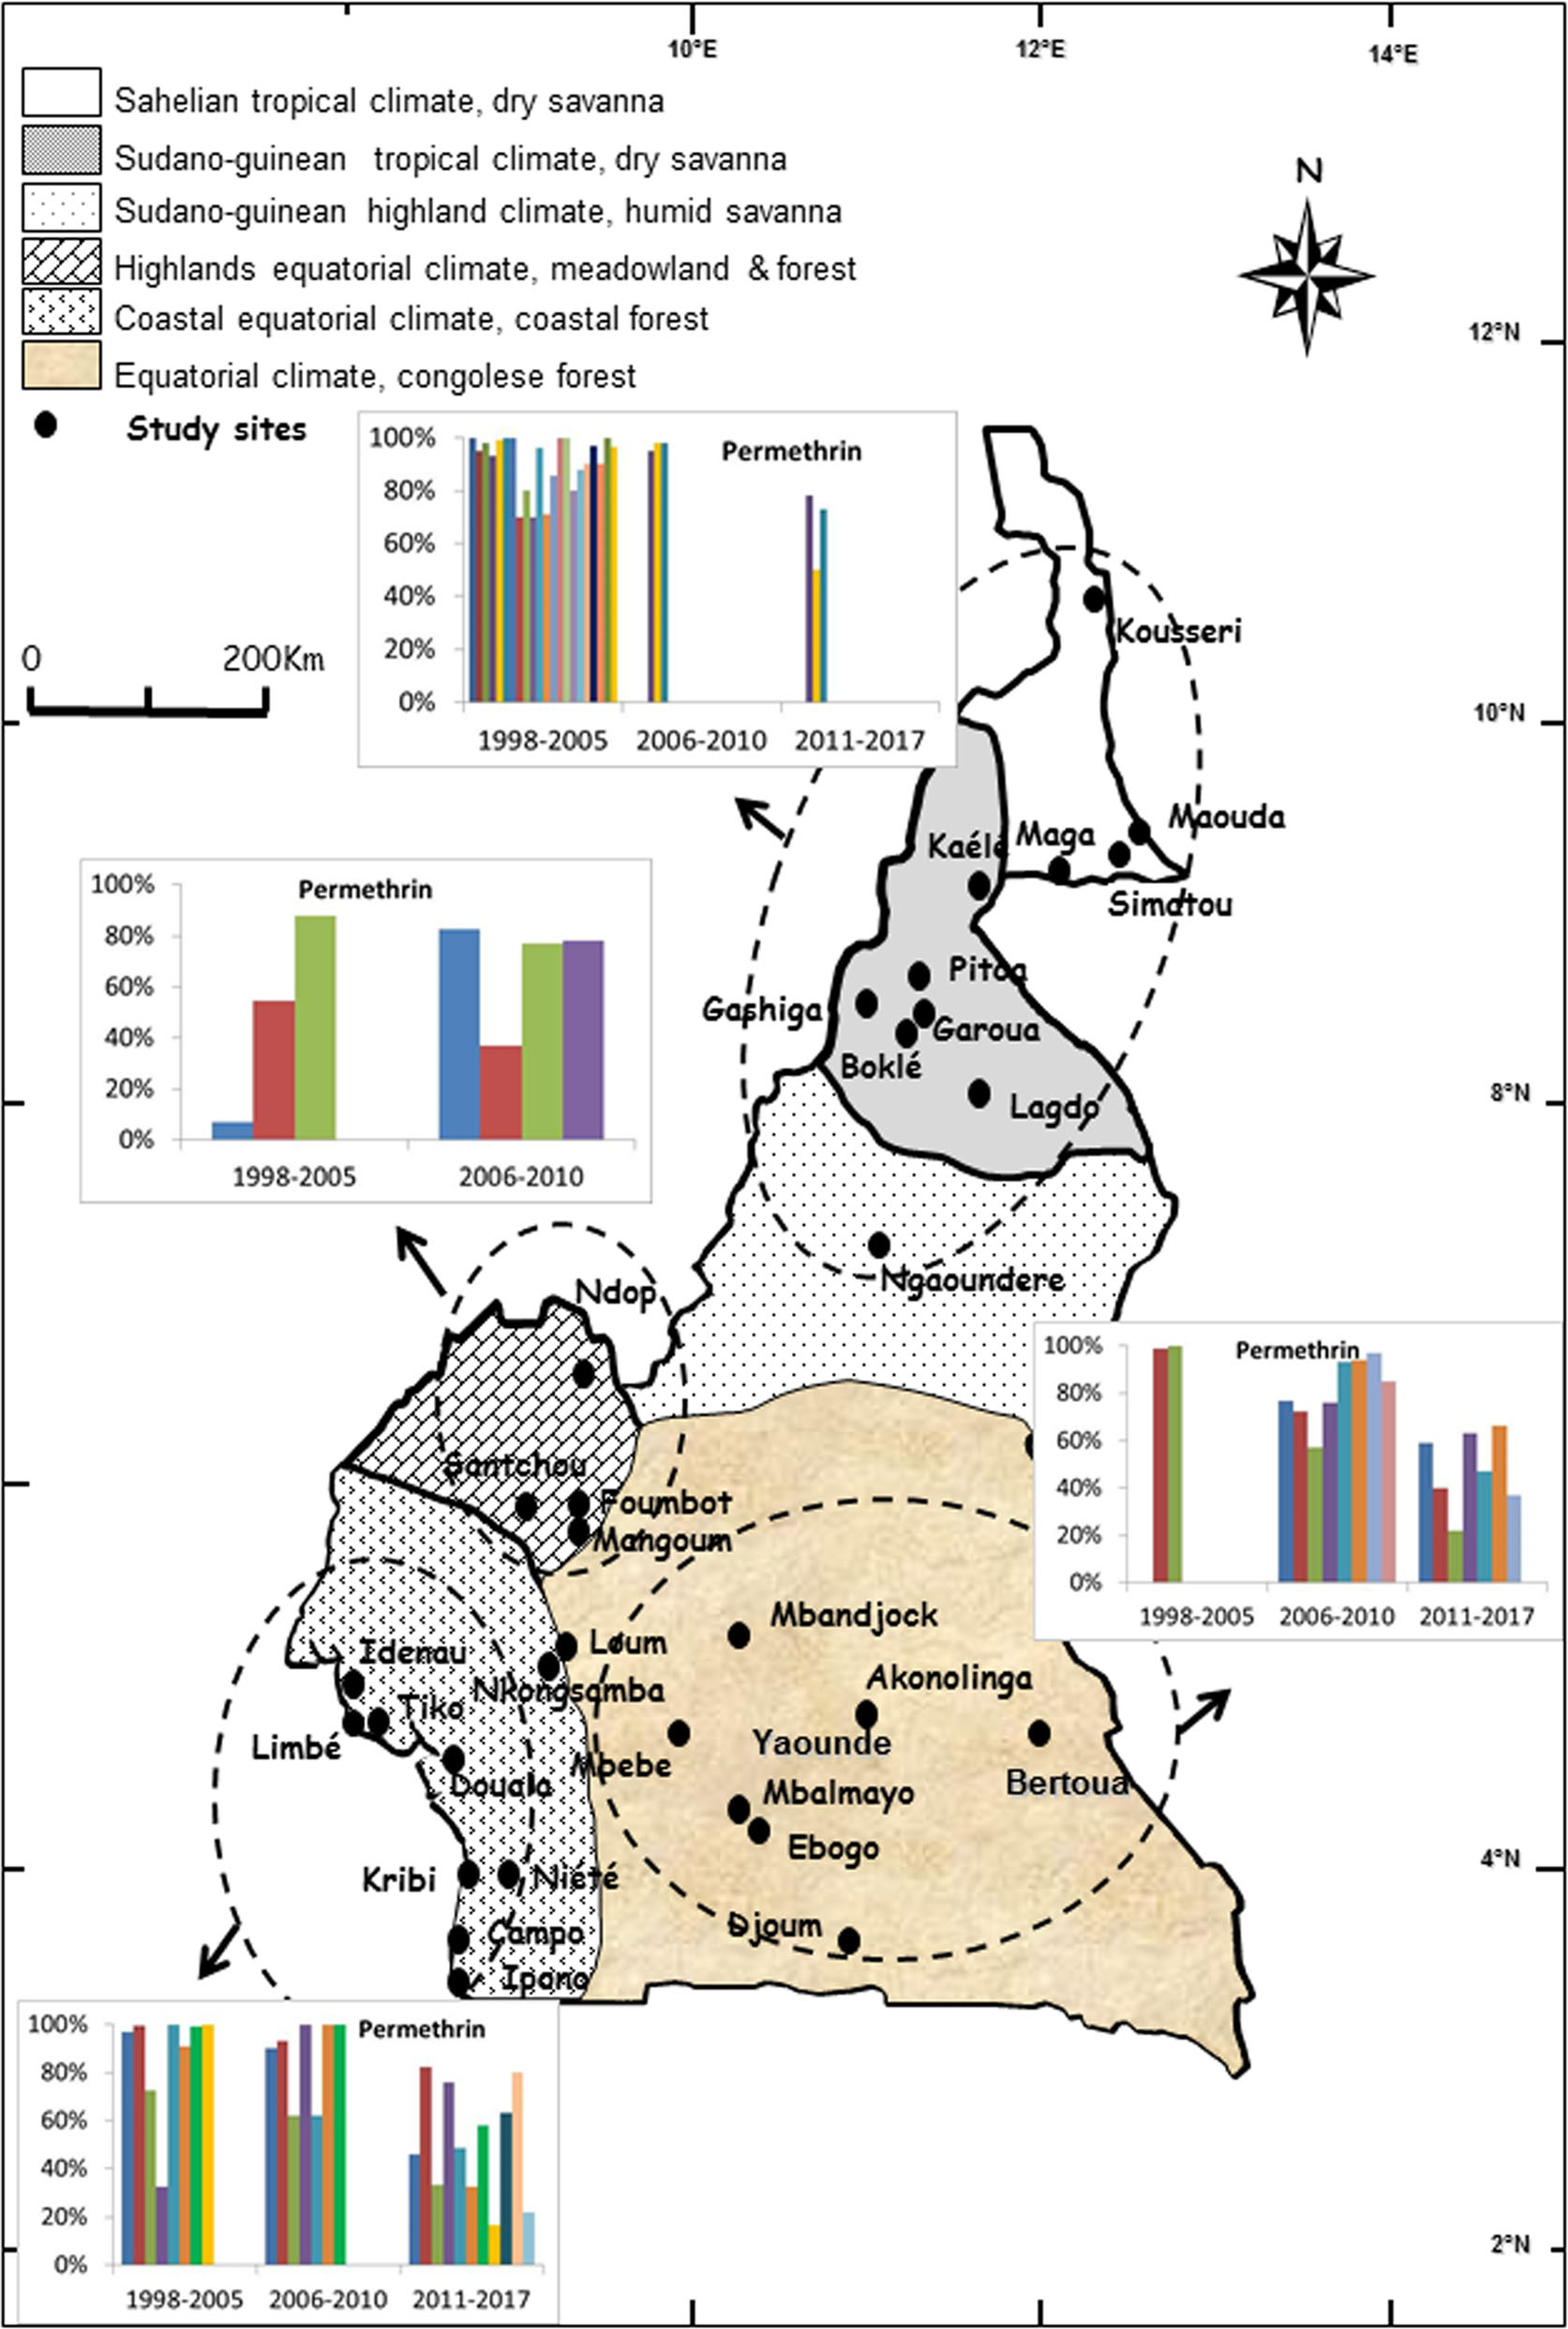 10°E 12°E 14°E
Sahelian tropical climate, dry savanna
Sudano-guinean tropical climate, dry savanna
Sudano-guinean highland climate, humid savanna
Highlands equatorial climate, meadowland & forest
Coastal equatorial climate, coastal forest
Equatorial climate, congolese forest
Study sites
N
12°N
10°N
8°N
4°N
2°N
0 200Km
Permethrin
100%
80%
60%
40%
20%
0%
1998-2005 2006-2010 2011-2017
Kousseri
Maouda
Maga
Kaélé
Simatou
Pitoa
Gashiga
Garoua
Boklé
Lagdo
Ngaoundere
Permethrin
100%
80%
60%
40%
20%
0%
1998-2005 2006-2010
Ndop
Santchou
Foumbot
Mangoum
Permethrin
100%
80%
60%
40%
20%
0%
1998-2005 2006-2010 2011-2017
Mbandjock
Loum
Idenau
Nkongsamba
Akonolinga
Tiko
Limbé
Yaounde
Mbebe
Douala
Bertoua
Mbalmayo
Ebogo
Kribi
Niété
Djoum
Campo
Ipono
Permethrin
100%
80%
60%
40%
20%
0%
1998-2005 2006-2010 2011-2017